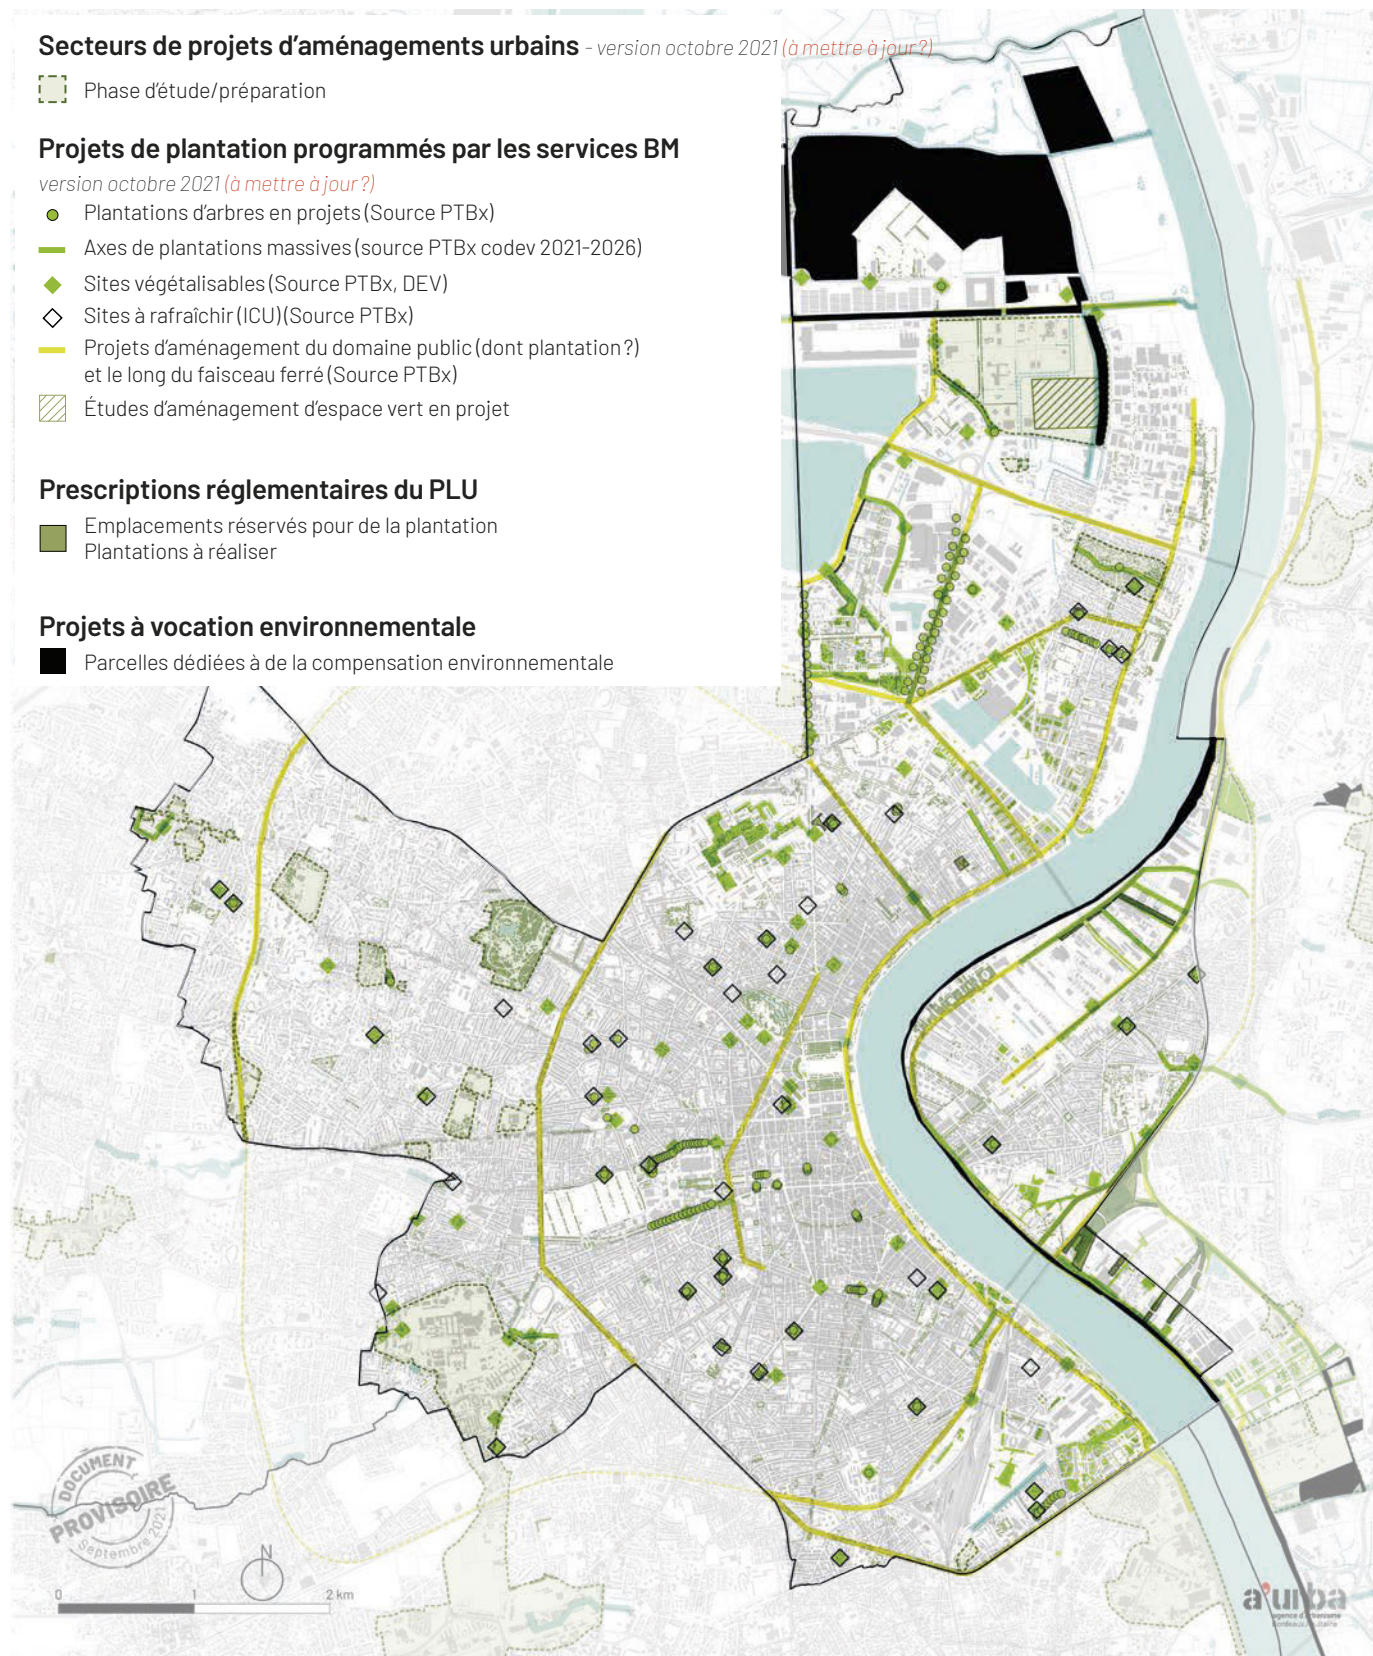 Secteurs de projets d'aménagements urbains - version octobre 2021 (à mettre à jour ?)
Phase d'étude/préparation
Projets de plantation programmés par les services BM
version octobre 2021 (à mettre à jour ?)
Plantations d'arbres en projets (Source PTBx)
Axes de plantations massives (source PTBx codev 2021-2026)
Sites végétalisables (Source PTBx, DEV)
Sites à rafraîchir (ICU) (Source PTBx)
Projets d'aménagement du domaine public (dont plantation ?)
et le long du faisceau ferré (Source PTBx)
Études d'aménagement d'espace vert en projet
Prescriptions réglementaires du PLU
Emplacements réservés pour de la plantation
Plantations à réaliser
Projets à vocation environnementale
Parcelles dédiées à de la compensation environnementale
DOCUMENT
PROVISOIRE
Septembre 2021
N
0 1 2 km
a'urba
agence d'urbanisme
Bordeaux Aquitaine